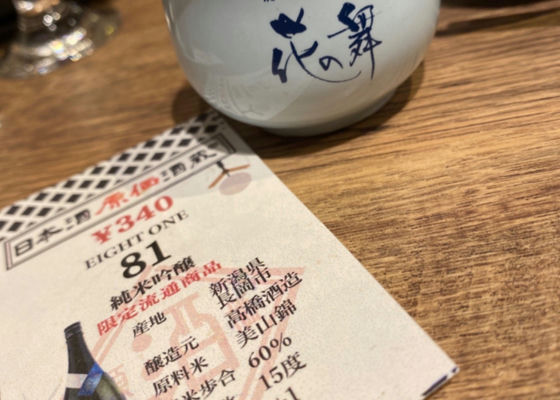 花の舞
日本酒原価酒蔵
¥340
EIGHT ONE
81
純米吟醸
限定流通商品
産地 新潟県
長岡市
醸造元 高橋酒造
原料米 美山錦
米歩合 60%
15度